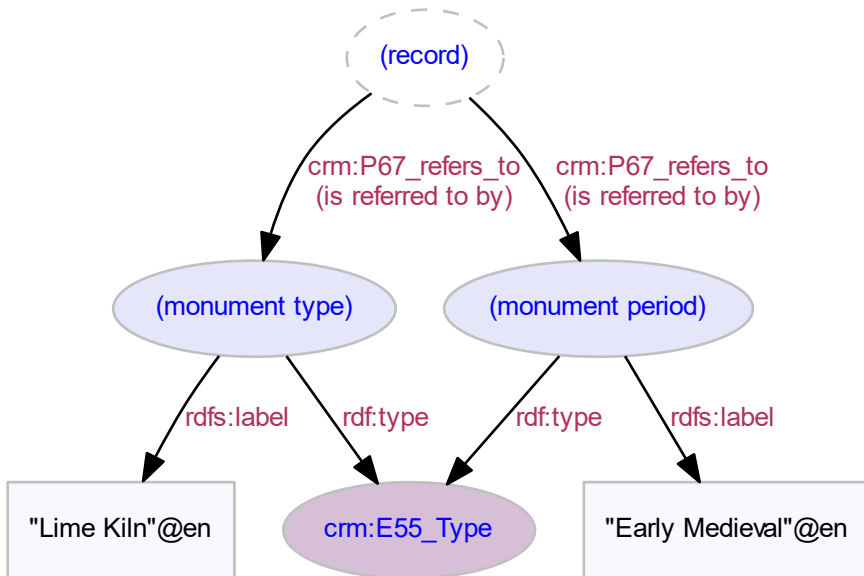 (record)
crm:P67_refers_to
(is referred to by)
crm:P67_refers_to
(is referred to by)
(monument type)
(monument period)
rdfs:label
rdf:type
rdf:type
rdfs:label
"Lime Kiln"@en
crm:E55_Type
"Early Medieval"@en